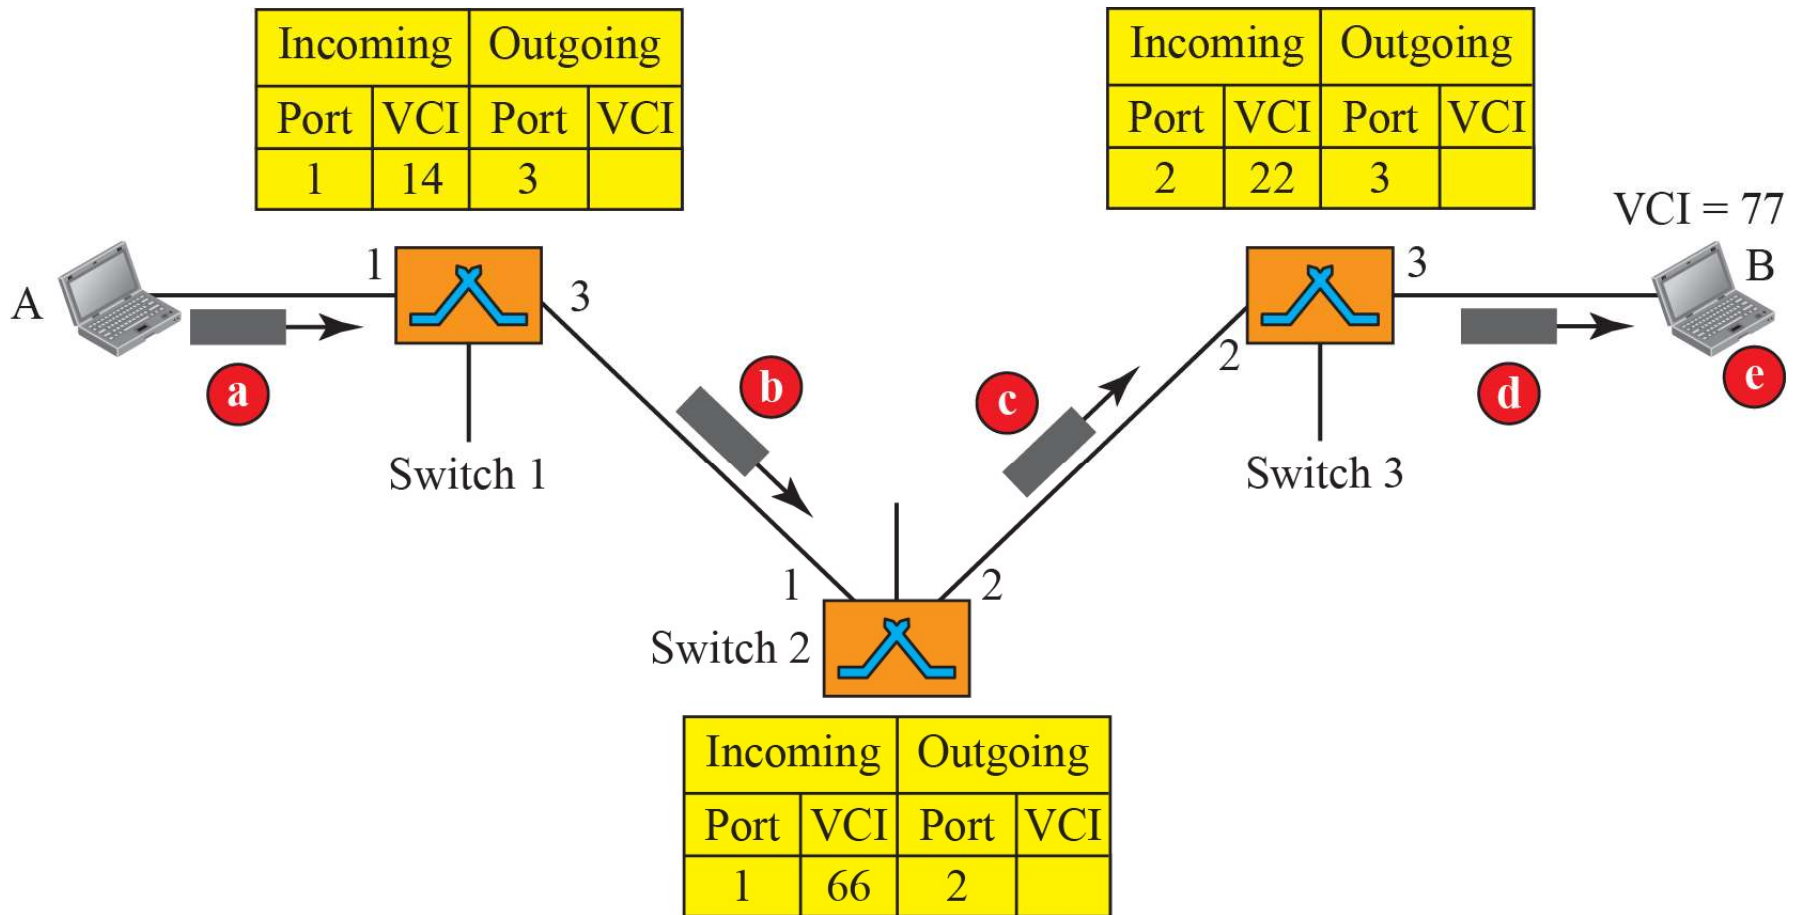 Incoming Outgoing
Port VCI Port VCI
1 14 3
Incoming Outgoing
Port VCI Port VCI
2 22 3
VCI = 77
A
1
3
2
3
B
a
b
c
d
e
Switch 1
Switch 3
1
2
Switch 2
Incoming Outgoing
Port VCI Port VCI
1 66 2